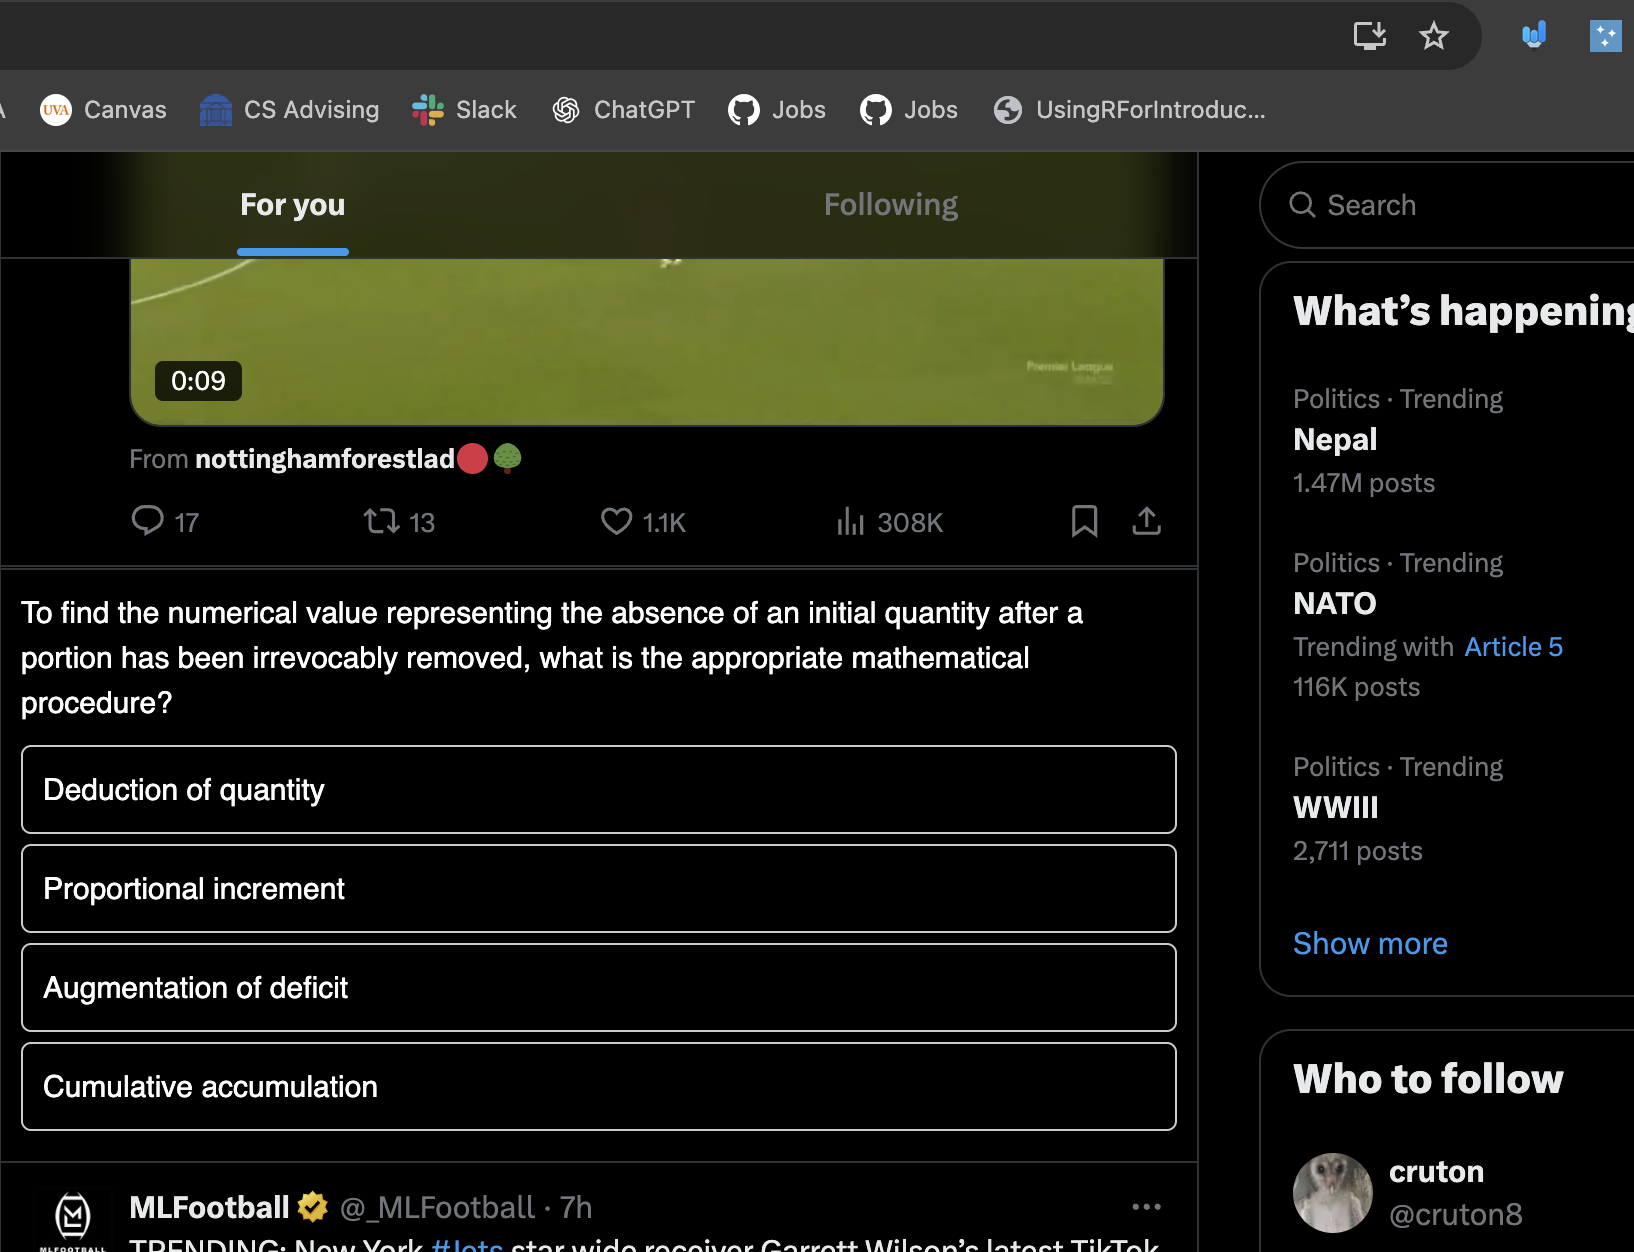 UVA Canvas CS Advising Slack ChatGPT Jobs Jobs UsingRForIntroduc...
For you Following
Search
0:09
Premier League
From nottinghamforestlad🔴🌳
17 13 1.1K 308K
To find the numerical value representing the absence of an initial quantity after a
portion has been irrevocably removed, what is the appropriate mathematical
procedure?
Deduction of quantity
Proportional increment
Augmentation of deficit
Cumulative accumulation
MLFootball @_MLFootball · 7h
MLFOOTBALL
TRENDING: New York #Jets star wide receiver Garrett Wilson's latest TikTok
What's happening
Politics · Trending
Nepal
1.47M posts
Politics · Trending
NATO
Trending with Article 5
116K posts
Politics · Trending
WWIII
2,711 posts
Show more
Who to follow
cruton
@cruton8